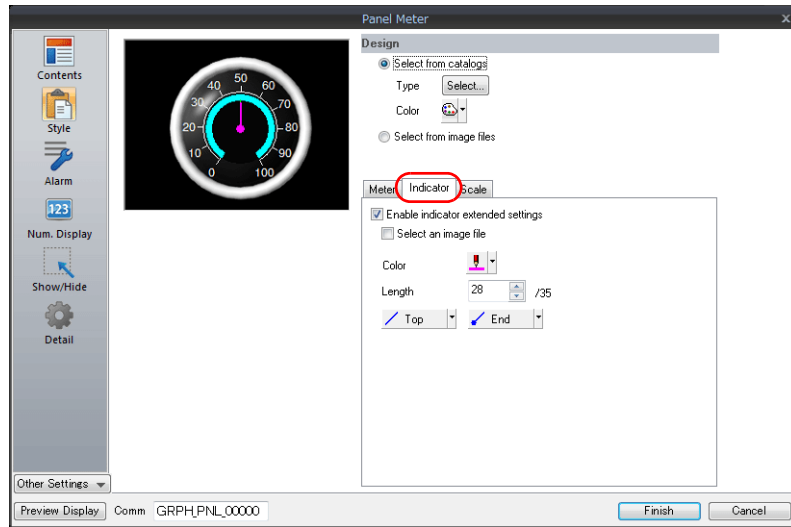 Panel Meter
x
Contents
Style
Alarm
123
Num. Display
Show/Hide
Detail
Other Settings
40 50 60
30 70
20 80
10 90
0 100
Design
Select from catalogs
Type Select...
Color
Select from image files
Meter Indicator Scale
Enable indicator extended settings
Select an image file
Color
Length 28 /35
Top End
Preview Display Comm GRPH_PNL_00000 Finish Cancel